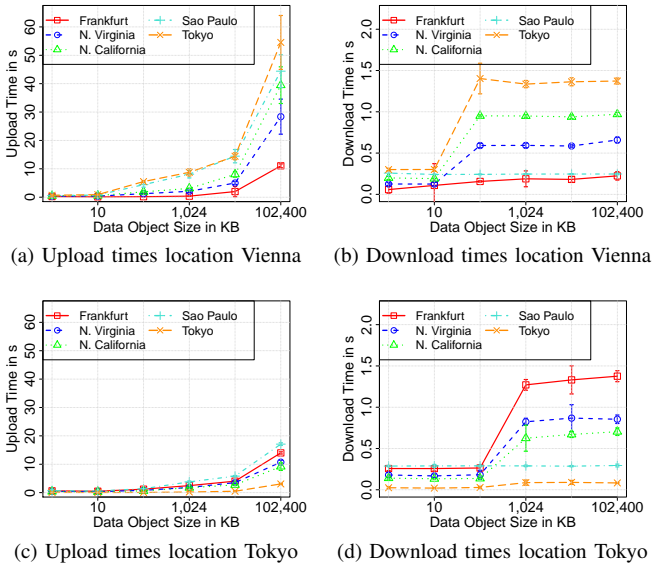 Frankfurt
N. Virginia
N. California
Sao Paulo
Tokyo
Upload Time in s
0 10 20 30 40 50 60
10 1,024 102,400
Data Object Size in KB
(a) Upload times location Vienna
Frankfurt
N. Virginia
N. California
Sao Paulo
Tokyo
Download Time in s
0.0 0.5 1.0 1.5 2.0
10 1,024 102,400
Data Object Size in KB
(b) Download times location Vienna
Frankfurt
N. Virginia
N. California
Sao Paulo
Tokyo
Upload Time in s
0 10 20 30 40 50 60
10 1,024 102,400
Data Object Size in KB
(c) Upload times location Tokyo
Frankfurt
N. Virginia
N. California
Sao Paulo
Tokyo
Download Time in s
0.0 0.5 1.0 1.5 2.0
10 1,024 102,400
Data Object Size in KB
(d) Download times location Tokyo